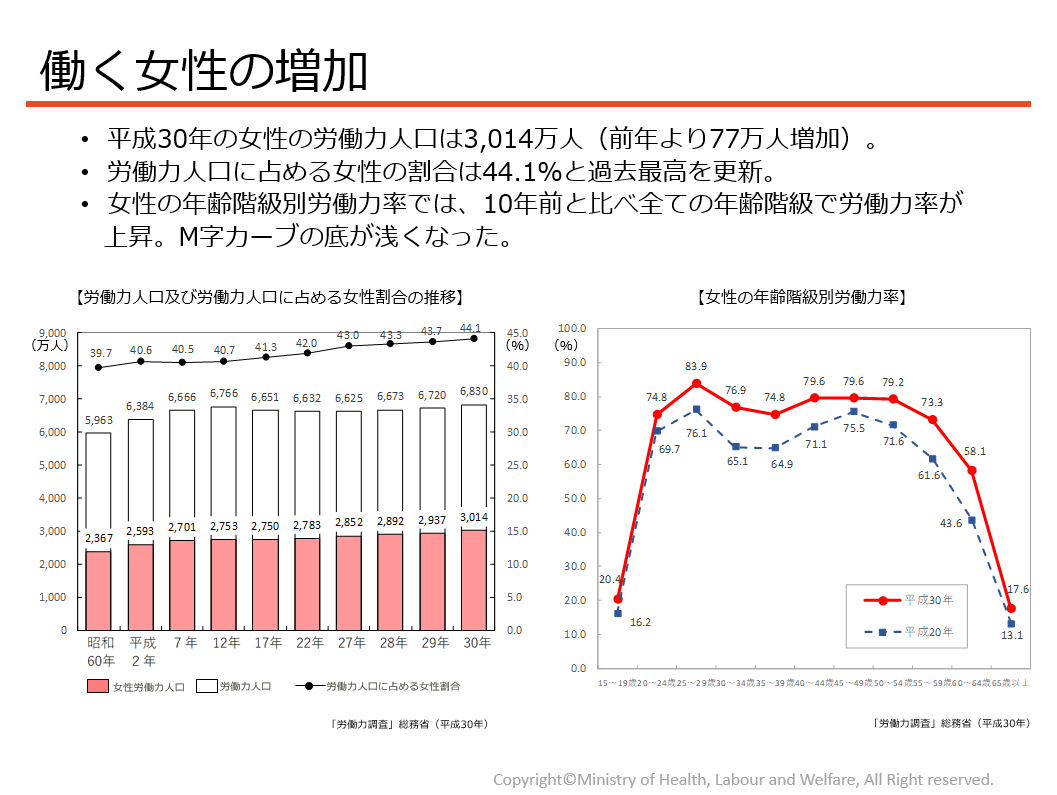 働く女性の増加
• 平成30年の女性の労働力人口は3,014万人（前年より77万人増加）。
• 労働力人口に占める女性の割合は44.1%と過去最高を更新。
• 女性の年齢階級別労働力率では、10年前と比べ全ての年齢階級で労働力率が
上昇。M字カーブの底が浅くなった。
【労働力人口及び労働力人口に占める女性割合の推移】
9,000
（万人）
8,000
7,000
6,000
5,000
4,000
3,000
2,000
1,000
0
45.0
（%）
40.0
35.0
30.0
25.0
20.0
15.0
10.0
5.0
0.0
39.7 40.6 40.5 40.7 41.3 42.0 43.0 43.3 43.7 44.1
5,963 6,384 6,666 6,766 6,651 6,632 6,625 6,673 6,720 6,830
2,367 2,593 2,701 2,753 2,750 2,783 2,852 2,892 2,937 3,014
昭和 平成 7年 12年 17年 22年 27年 28年 29年 30年
60年 2年
女性労働力人口 労働力人口 労働力人口に占める女性割合
「労働力調査」総務省（平成30年）
【女性の年齢階級別労働力率】
100.0
（%）
90.0
80.0
70.0
60.0
50.0
40.0
30.0
20.0
10.0
0.0
20.4 74.8 83.9 76.9 74.8 79.6 79.6 79.2 73.3 58.1 17.6
16.2 69.7 76.1 65.1 64.9 71.1 75.5 71.6 61.6 43.6 13.1
平成30年
平成20年
15～19歳 20～24歳 25～29歳 30～34歳 35～39歳 40～44歳 45～49歳 50～54歳 55～59歳 60～64歳 65歳以上
「労働力調査」総務省（平成30年）
Copyright©Ministry of Health, Labour and Welfare, All Right reserved.